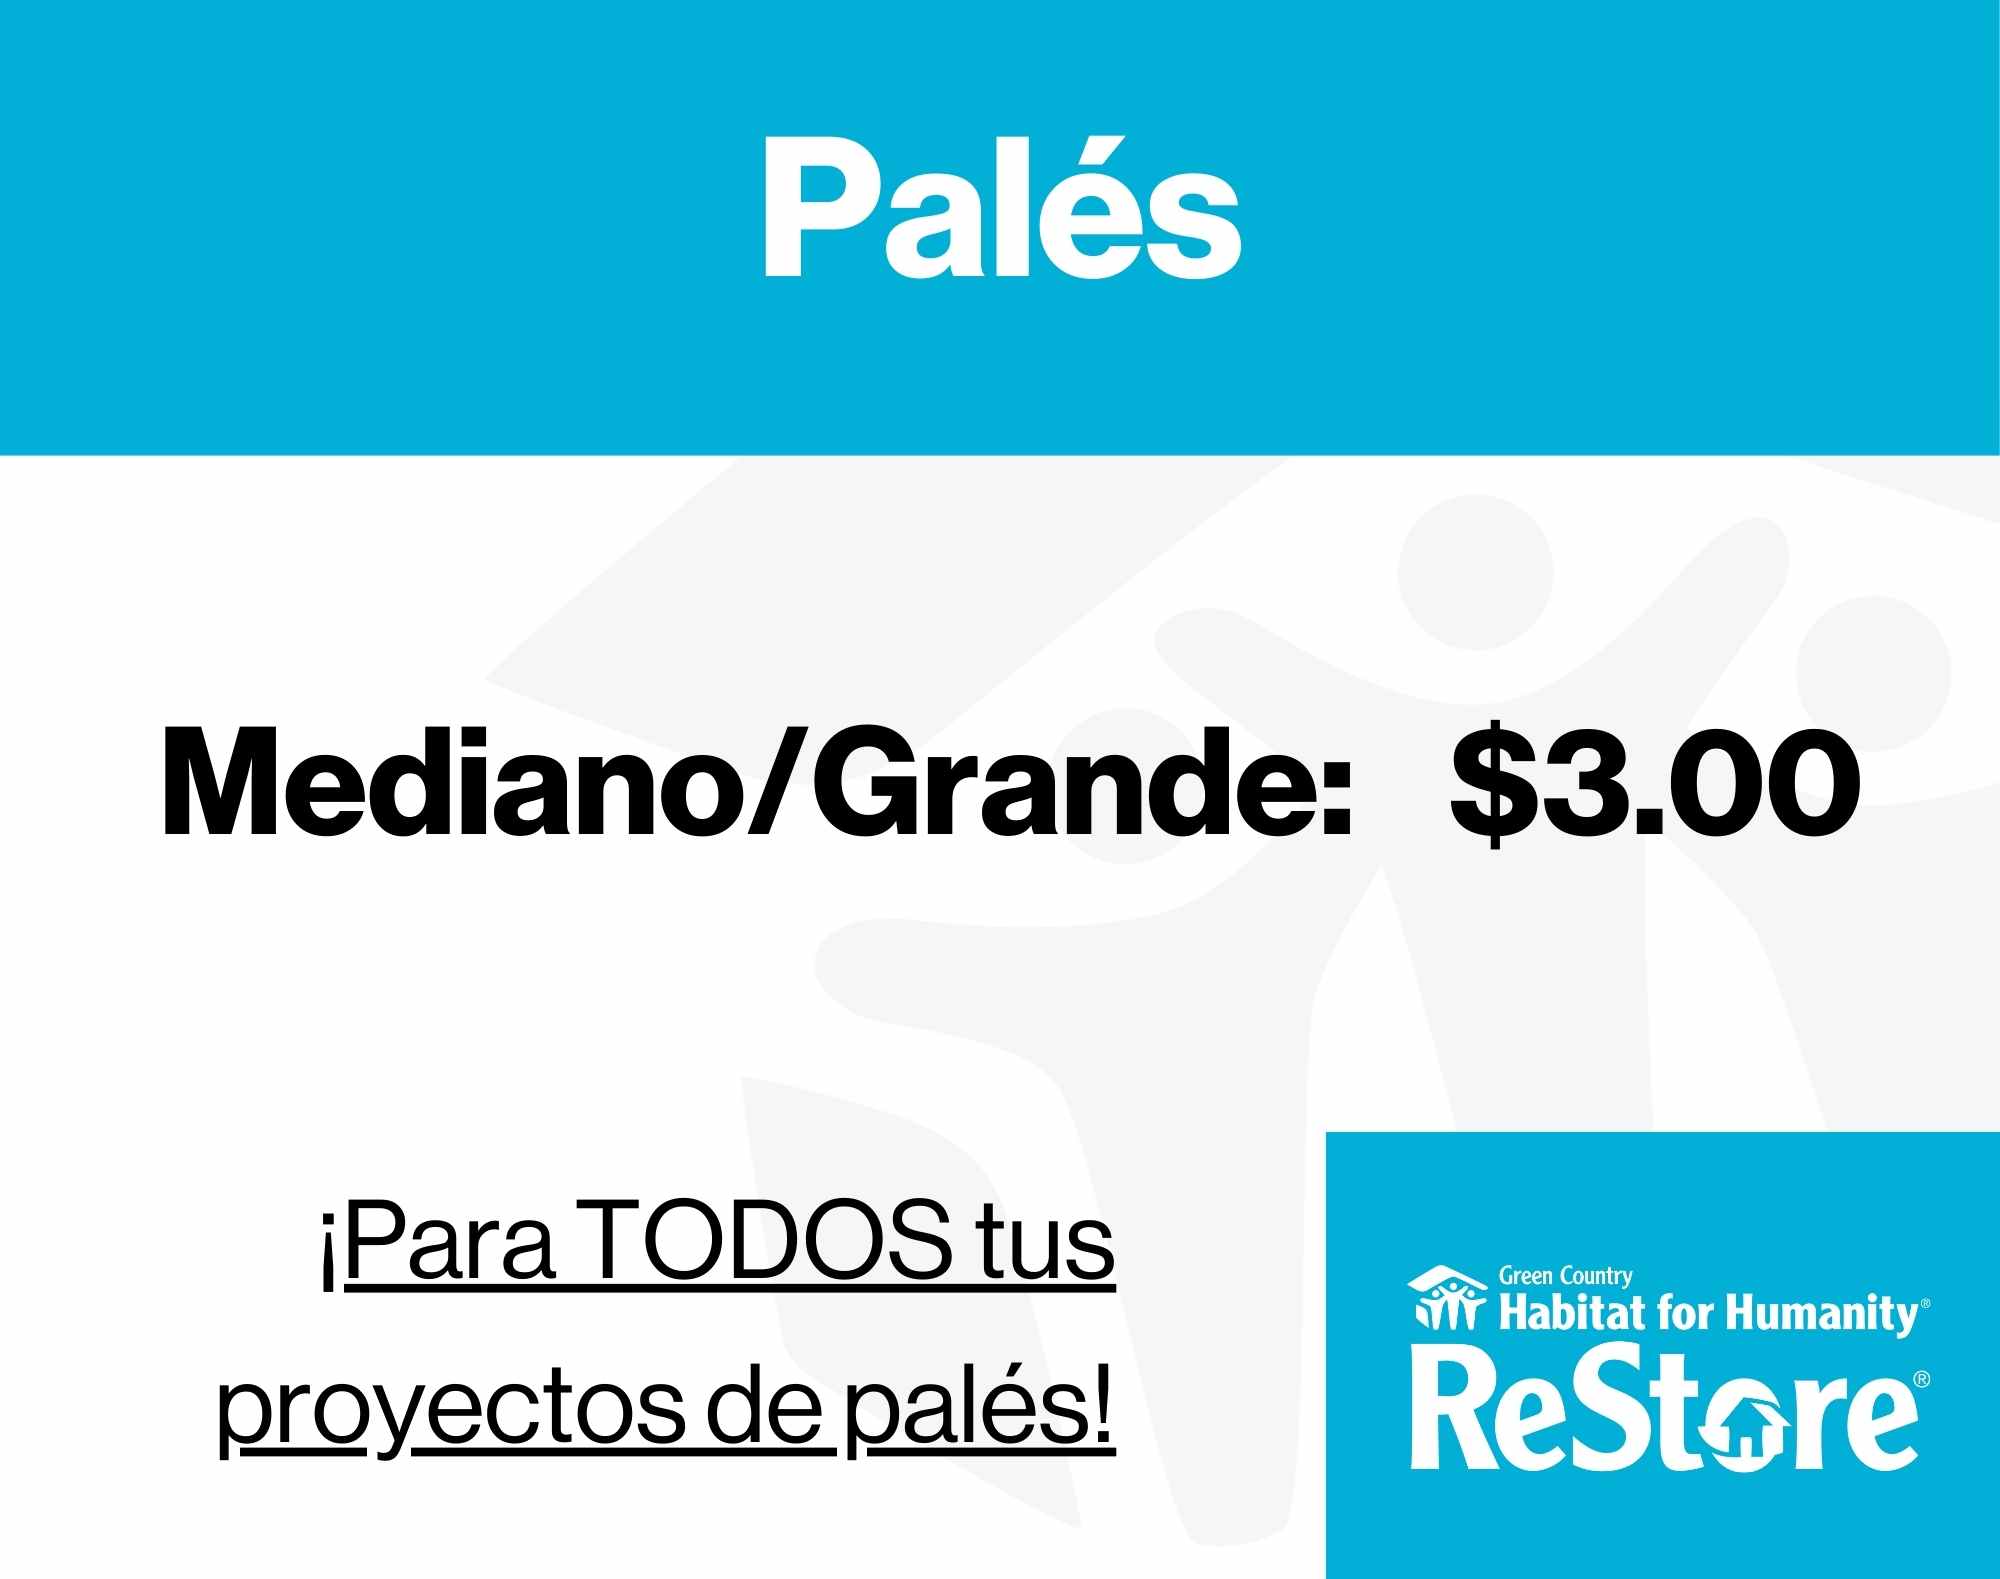 Palés
Mediano/Grande: $3.00
¡Para TODOS tus
proyectos de palés!
Green Country
Habitat for Humanity®
ReStore®